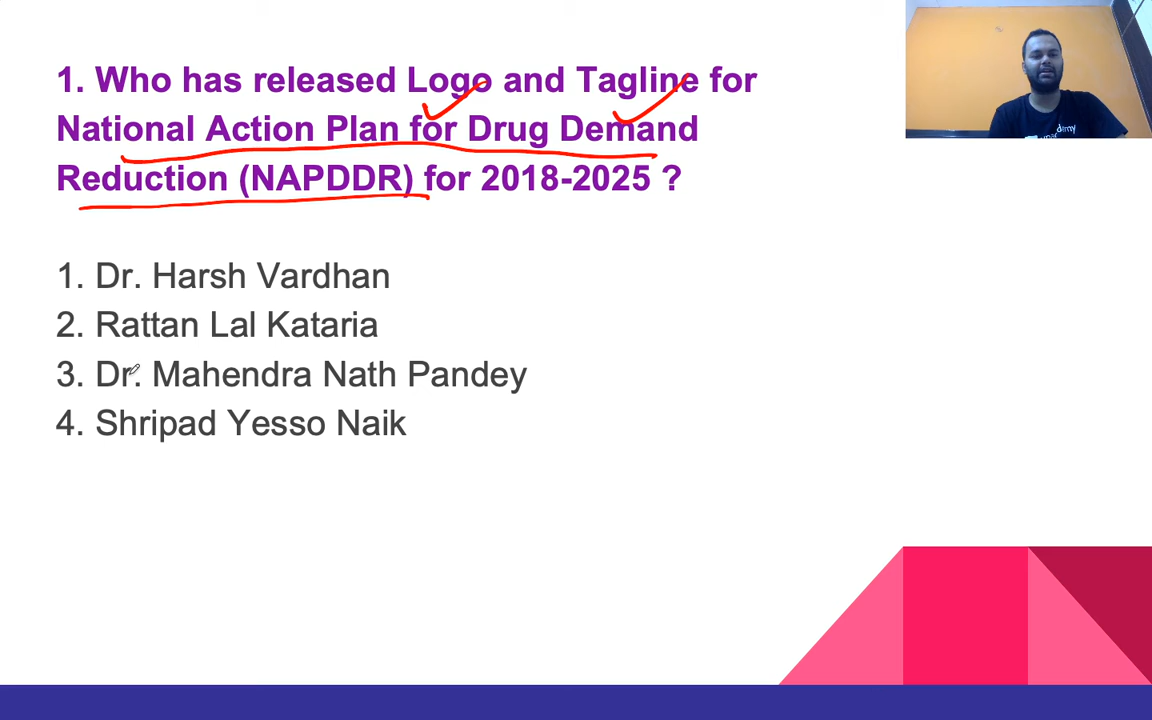 1. Who has released Logo and Tagline for
National Action Plan for Drug Demand
Reduction (NAPDDR) for 2018-2025 ?
1. Dr. Harsh Vardhan
2. Rattan Lal Kataria
3. Dr. Mahendra Nath Pandey
4. Shripad Yesso Naik